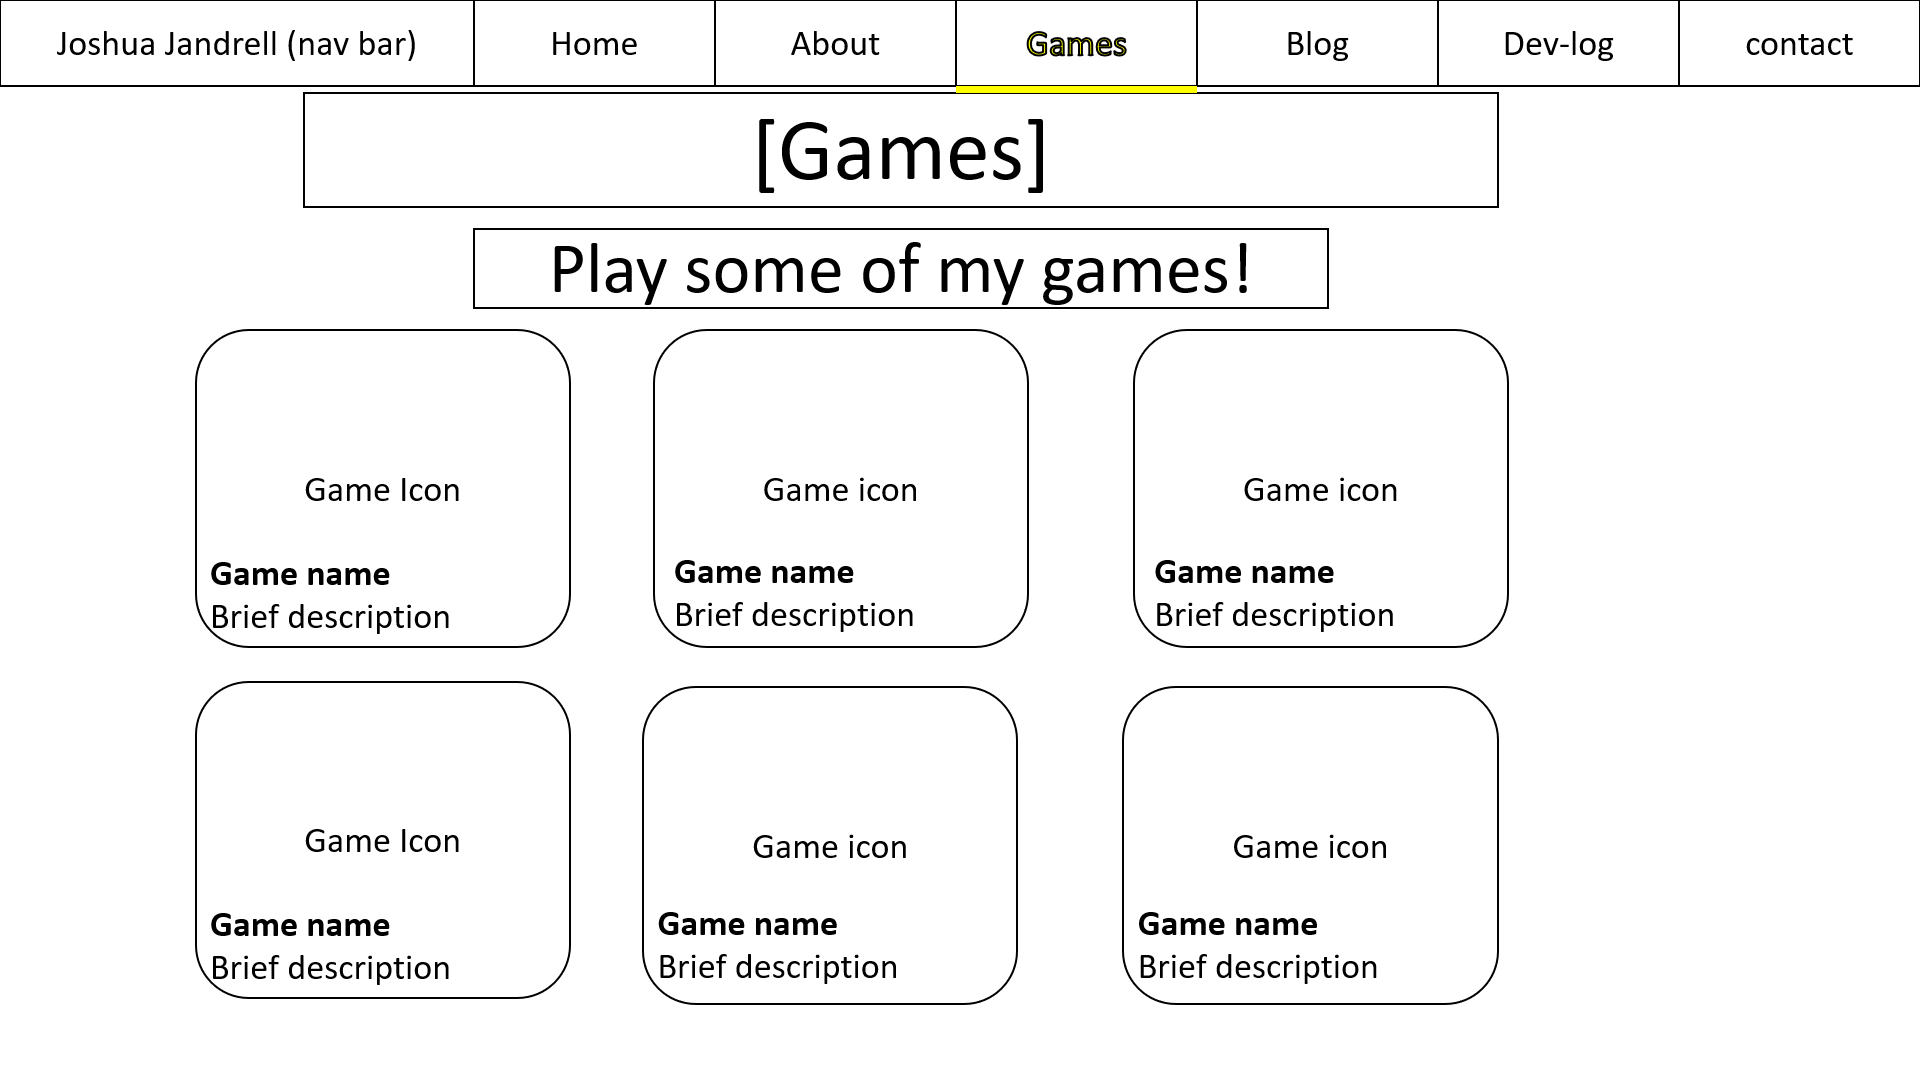 Joshua Jandrell (nav bar)
Home
About
Games
Blog
Dev-log
contact
[Games]
Play some of my games!
Game Icon
Game name
Brief description
Game icon
Game name
Brief description
Game icon
Game name
Brief description
Game Icon
Game name
Brief description
Game icon
Game name
Brief description
Game icon
Game name
Brief description